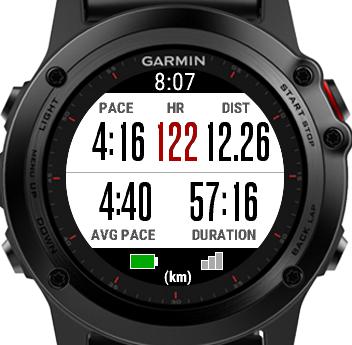 GARMIN
8:07
PACE HR DIST
4:16 122 12.26
4:40 57:16
AVG PACE DURATION
(km)
LIGHT
MENU UP
DOWN
START STOP
BACK LAP
30